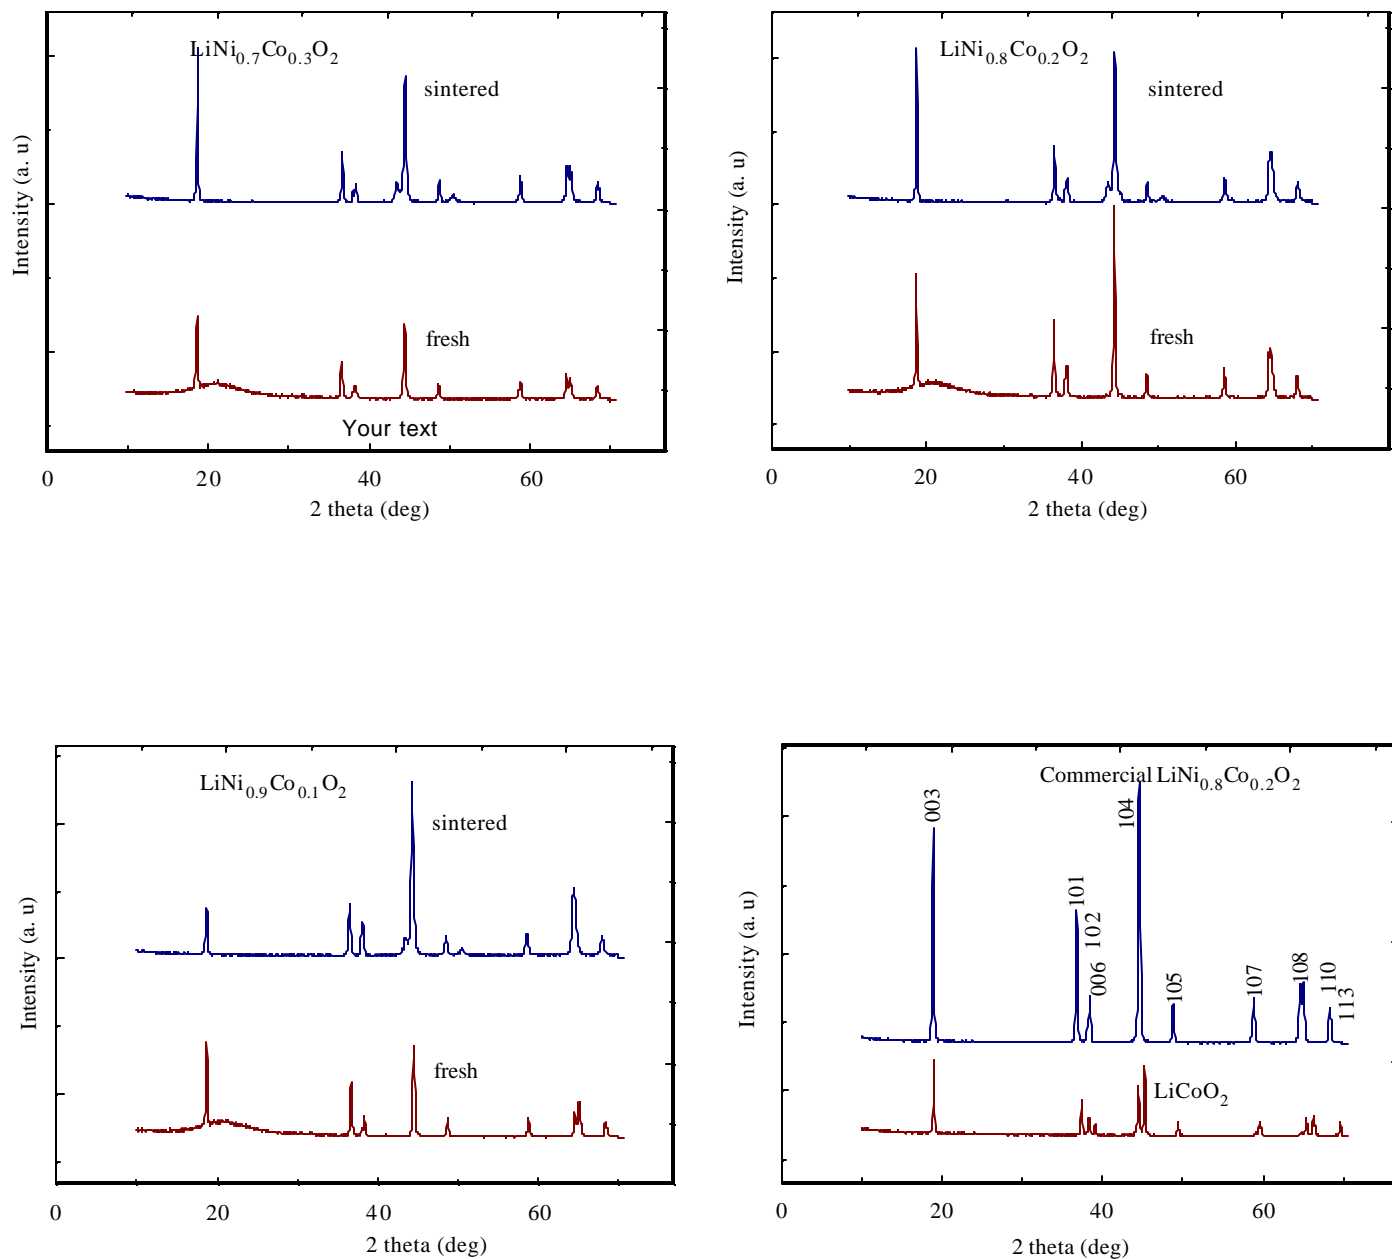 LiNi0.7Co0.3O2
sintered
Intensity (a. u)
fresh
Your text
0 20 40 60
2 theta (deg)
LiNi0.8Co0.2O2
sintered
Intensity (a. u)
fresh
0 20 40 60
2 theta (deg)
LiNi0.9Co0.1O2
sintered
Intensity (a. u)
fresh
0 20 40 60
2 theta (deg)
Commercial LiNi0.8Co0.2O2
003
101
006
102
104
105
107
108
110
113
LiCoO2
Intensity (a. u)
0 20 40 60
2 theta (deg)